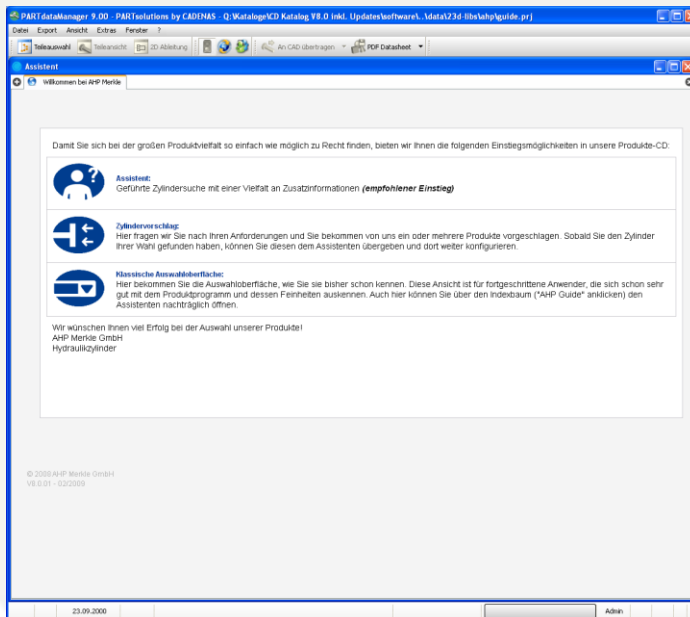 PARTdataManager 9.00 - PARTsolutions by CADENAS - Q:\Kataloge\CD Katalog V8.0 inkl. Updates\software\..\data\23d-libs\ahp\guide.prj
Datei Export Ansicht Extras Fenster ?
Teileauswahl Teileansicht 2D Ableitung An CAD übertragen PDF Datasheet
Assistent
Willkommen bei AHP Merkle
Damit Sie sich bei der großen Produktvielfalt so einfach wie möglich zu Recht finden, bieten wir Ihnen die folgenden Einstiegsmöglichkeiten in unsere Produkte-CD:
Assistent:
Geführte Zylindersuche mit einer Vielfalt an Zusatzinformationen (empfohlener Einstieg)
Zylindervorschlag:
Hier fragen wir Sie nach Ihren Anforderungen und Sie bekommen von uns ein oder mehrere Produkte vorgeschlagen. Sobald Sie den Zylinder
Ihrer Wahl gefunden haben, können Sie diesen dem Assistenten übergeben und dort weiter konfigurieren.
Klassische Auswahloberfläche:
Hier bekommen Sie die Auswahloberfläche, wie Sie sie bisher schon kennen. Diese Ansicht ist für fortgeschrittene Anwender, die sich schon sehr
gut mit dem Produktprogramm und dessen Feinheiten auskennen. Auch hier können Sie über den Indexbaum ("AHP Guide" anklicken) den
Assistenten nachträglich öffnen.
Wir wünschen Ihnen viel Erfolg bei der Auswahl unserer Produkte!
AHP Merkle GmbH
Hydraulikzylinder
© 2008 AHP Merkle GmbH
V8.0.01 - 02/2009
23.09.2000 Admin